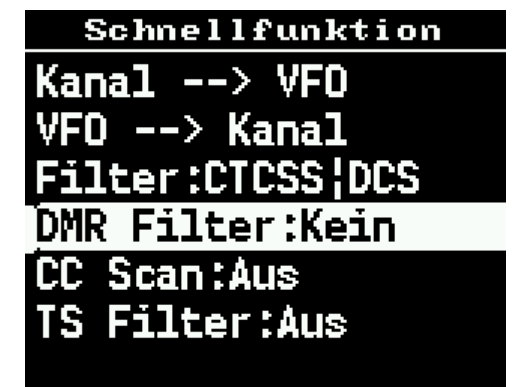 Schnellfunktion
Kanal --> VFO
VFO --> Kanal
Filter:CTCSS¦DCS
DMR Filter:Kein
CC Scan:Aus
TS Filter:Aus